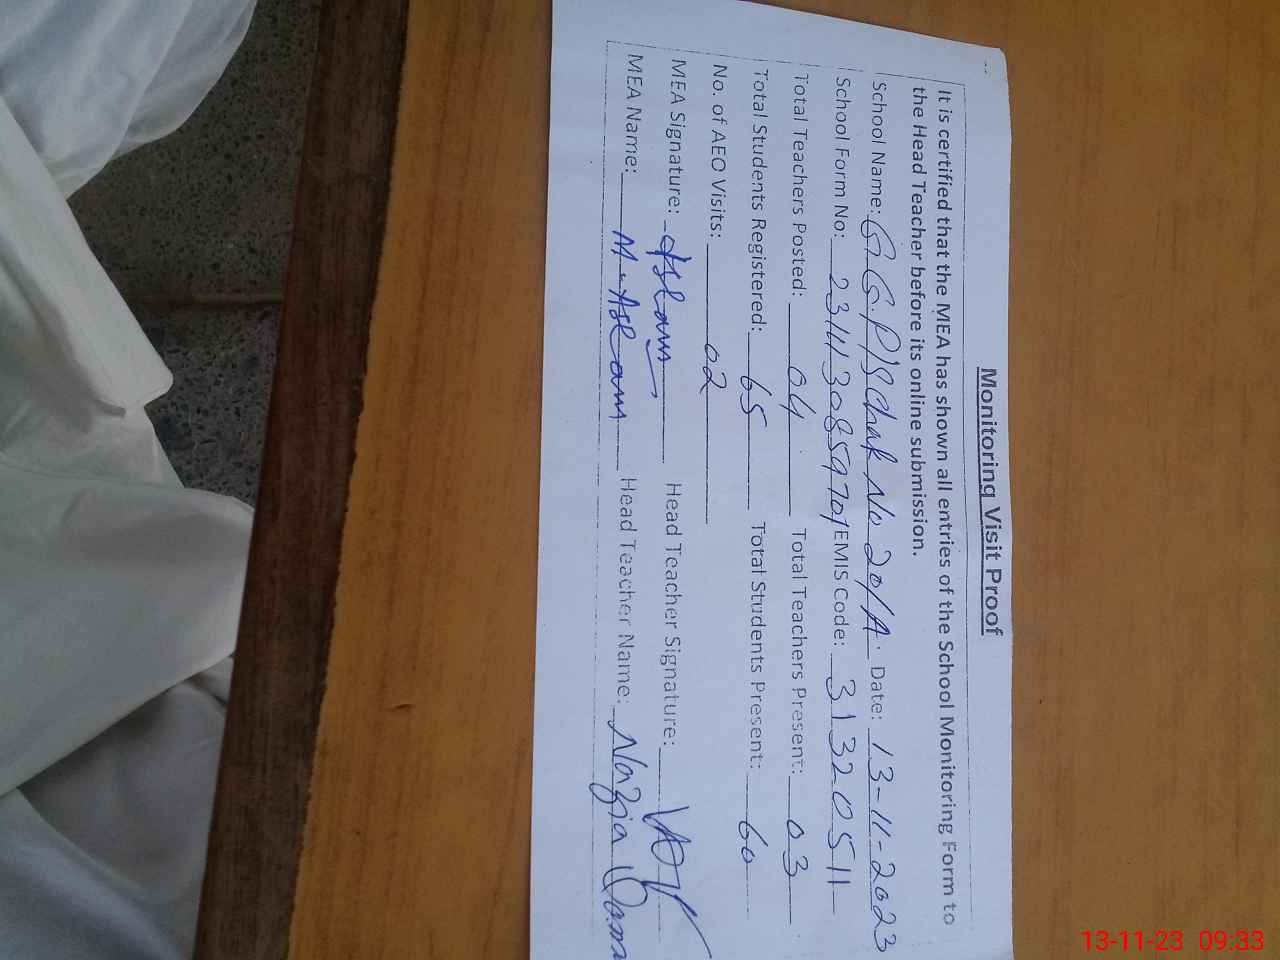 Monitoring Visit Proof
It is certified that the MEA has shown all entries of the School Monitoring Form to
the Head Teacher before its online submission.
School Name: G.G.P/S Chak No 20/A. Date: 13-11-2023
School Form No: EMIS Code: 31320511
Total Teachers Posted: 04 Total Teachers Present: 03
Total Students Registered: 65 Total Students Present: 60
No. of AEO Visits: 02
MEA Signature: Aslam Head Teacher Signature:
MEA Name: M. Aslam Head Teacher Name: Nazia
13-11-23 09:33